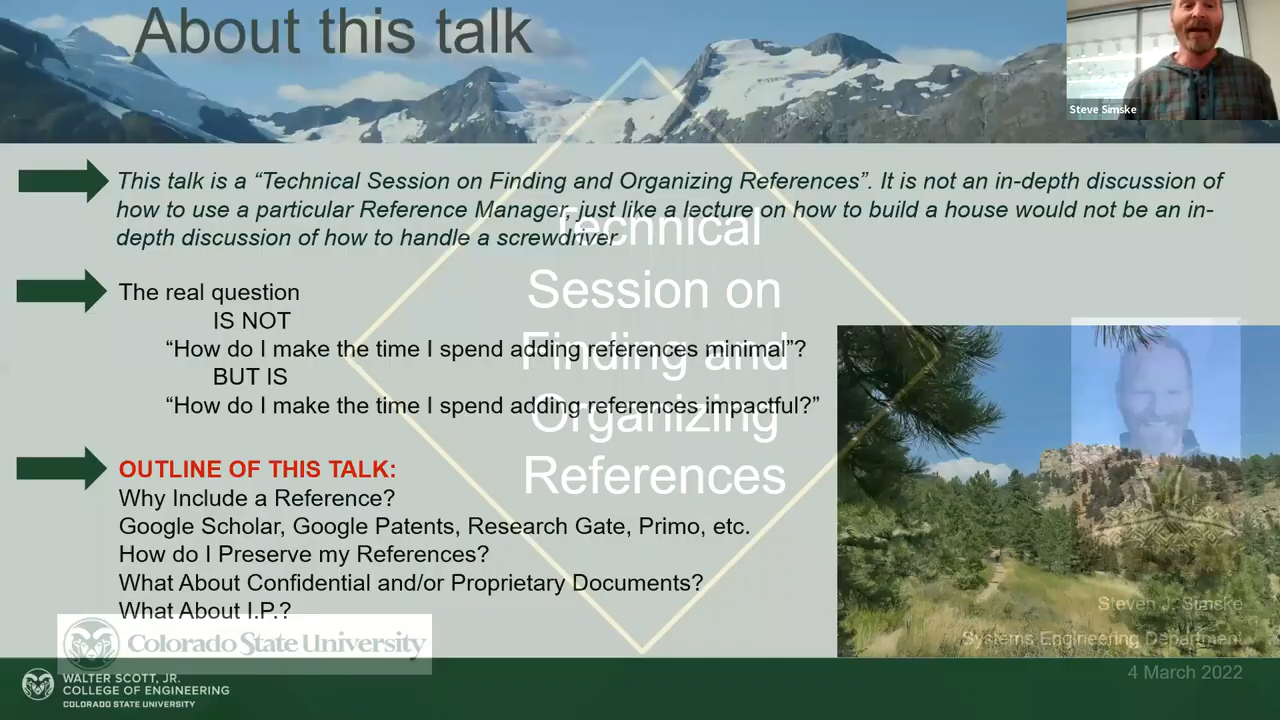 About this talk
Steve Simske
This talk is a “Technical Session on Finding and Organizing References”. It is not an in-depth discussion of
how to use a particular Reference Manager, just like a lecture on how to build a house would not be an in-
depth discussion of how to handle a screwdriver
Technical
Session on
Finding and
Organizing
References
The real question
IS NOT
“How do I make the time I spend adding references minimal”?
BUT IS
“How do I make the time I spend adding references impactful?”
OUTLINE OF THIS TALK:
Why Include a Reference?
Google Scholar, Google Patents, Research Gate, Primo, etc.
How do I Preserve my References?
What About Confidential and/or Proprietary Documents?
What About I.P.?
Colorado State University
Steven J. Simske
Systems Engineering Department
4 March 2022
WALTER SCOTT, JR.
COLLEGE OF ENGINEERING
COLORADO STATE UNIVERSITY